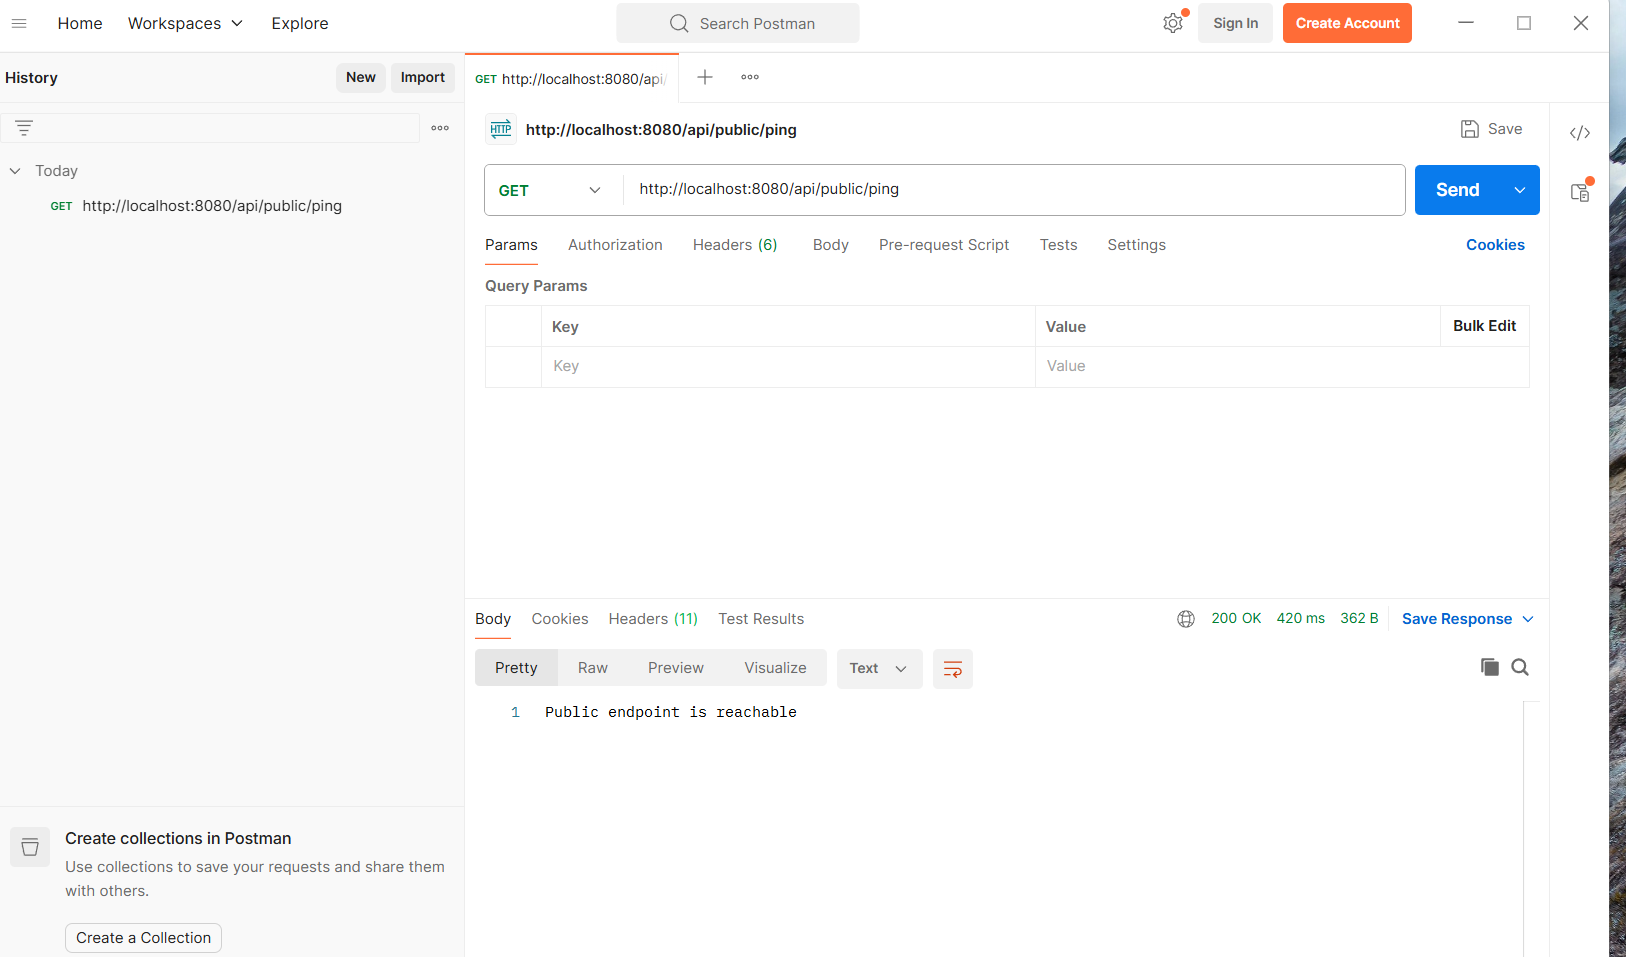 Home Workspaces Explore Search Postman Sign In Create Account
History New Import
GET http://localhost:8080/api/
Today
GET http://localhost:8080/api/public/ping
HTTP http://localhost:8080/api/public/ping Save
GET http://localhost:8080/api/public/ping Send
Params Authorization Headers (6) Body Pre-request Script Tests Settings Cookies
Query Params
Key Value Bulk Edit
Key Value
Body Cookies Headers (11) Test Results 200 OK 420 ms 362 B Save Response
Pretty Raw Preview Visualize Text
1 Public endpoint is reachable
Create collections in Postman
Use collections to save your requests and share them
with others.
Create a Collection